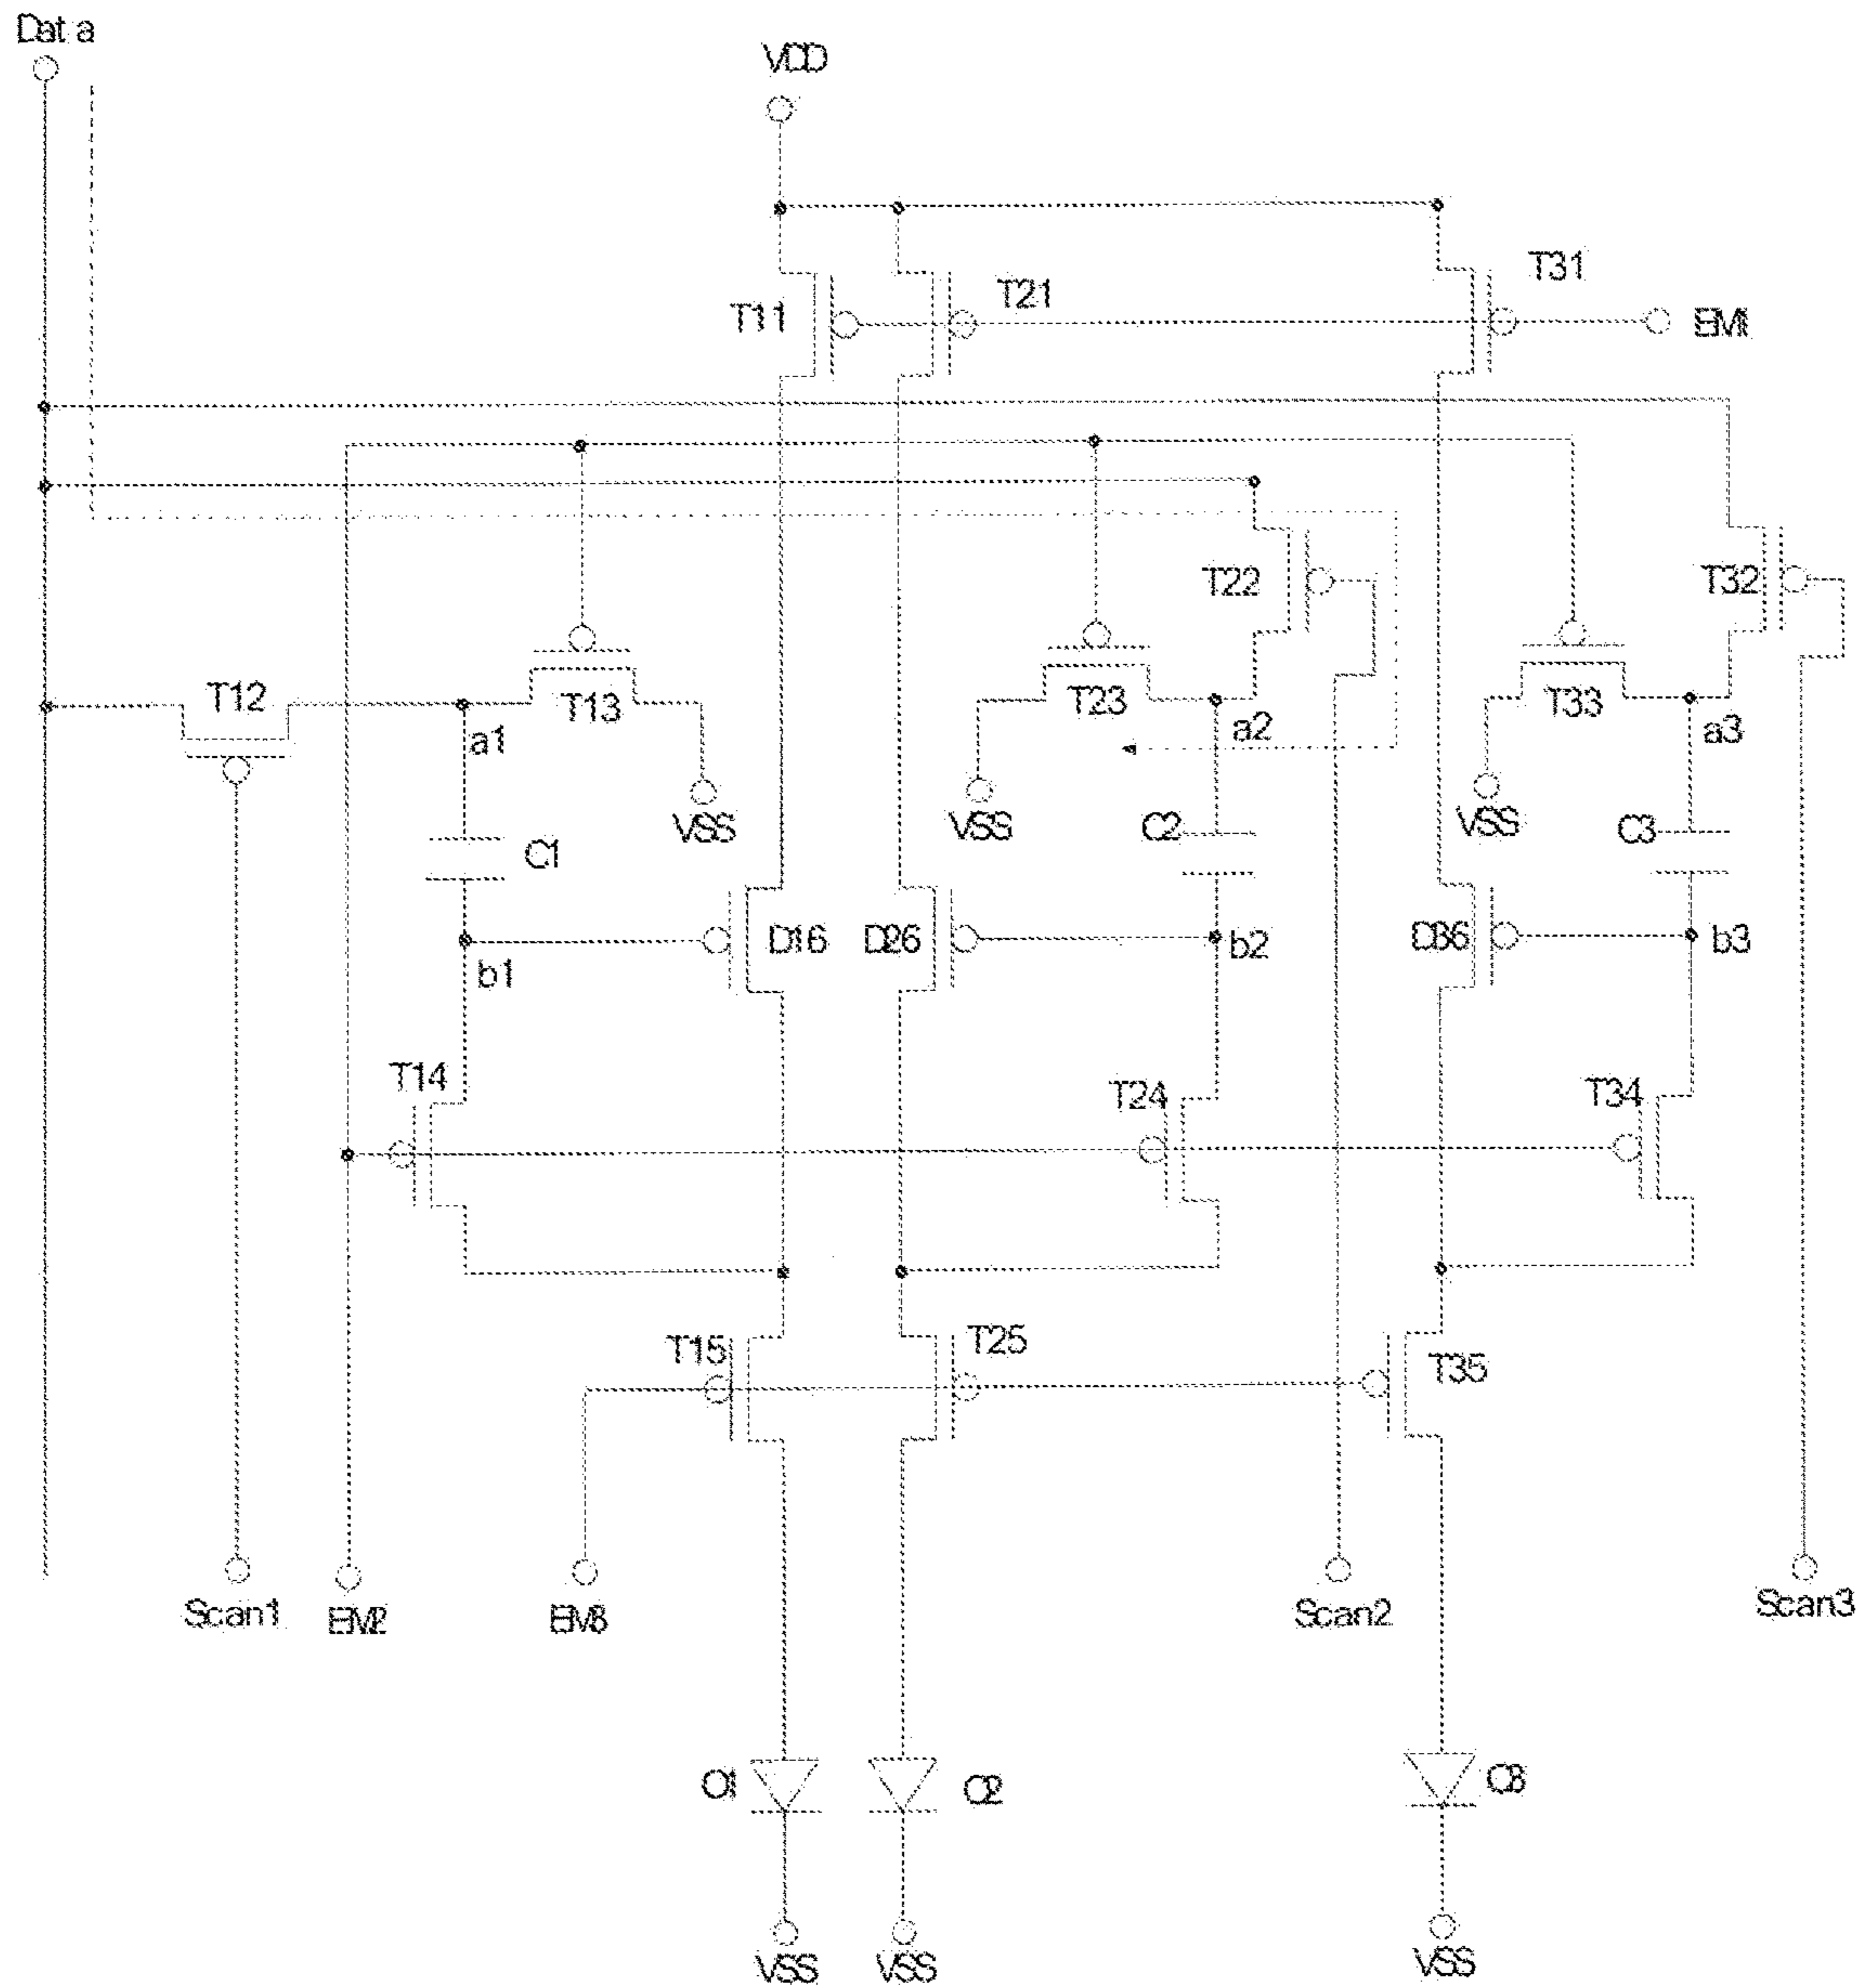 Data
VDD
T31
T21
T11
EM1
T22
T32
T12
T13
T23
T33
a1
a2
a3
VSS
VSS
VSS
C1
C2
C3
D16
D26
D36
b1
b2
b3
T14
T24
T34
T15
T25
T35
Scan1
EM2
EM3
Scan2
Scan3
O1
O2
O3
VSS
VSS
VSS